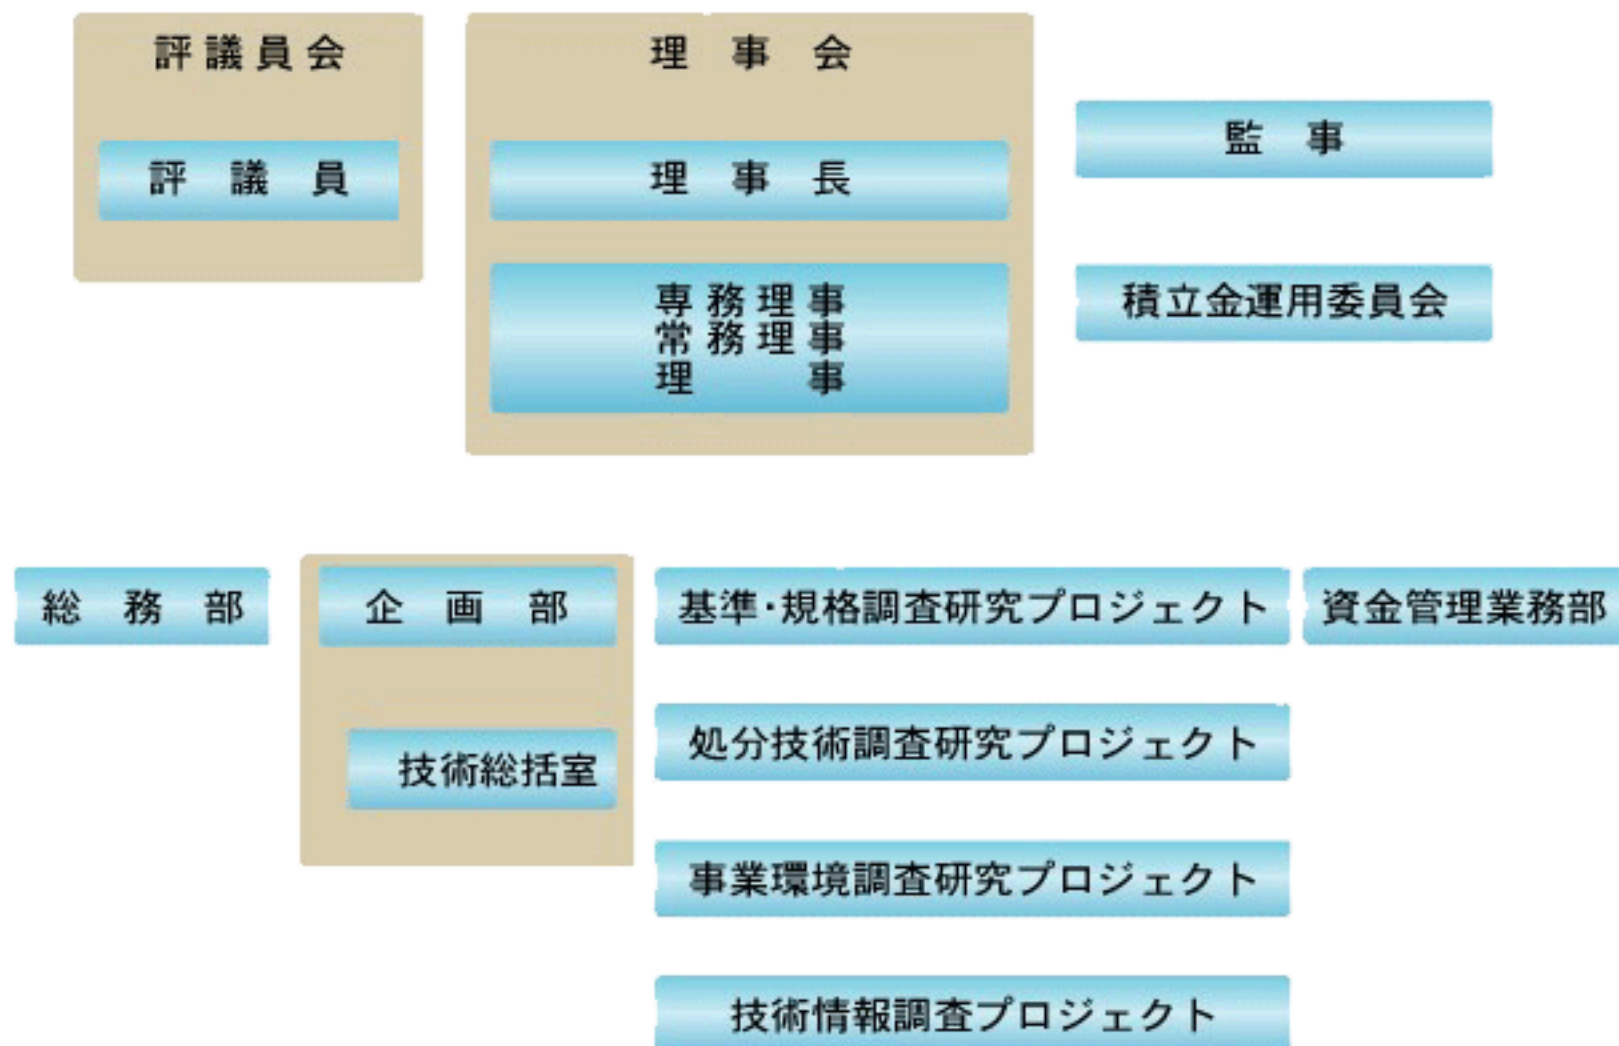 評議員会
評議員
理事会
理事長
専務理事
常務理事
理事
監事
積立金運用委員会
総務部
企画部
技術総括室
基準・規格調査研究プロジェクト
処分技術調査研究プロジェクト
事業環境調査研究プロジェクト
技術情報調査プロジェクト
資金管理業務部